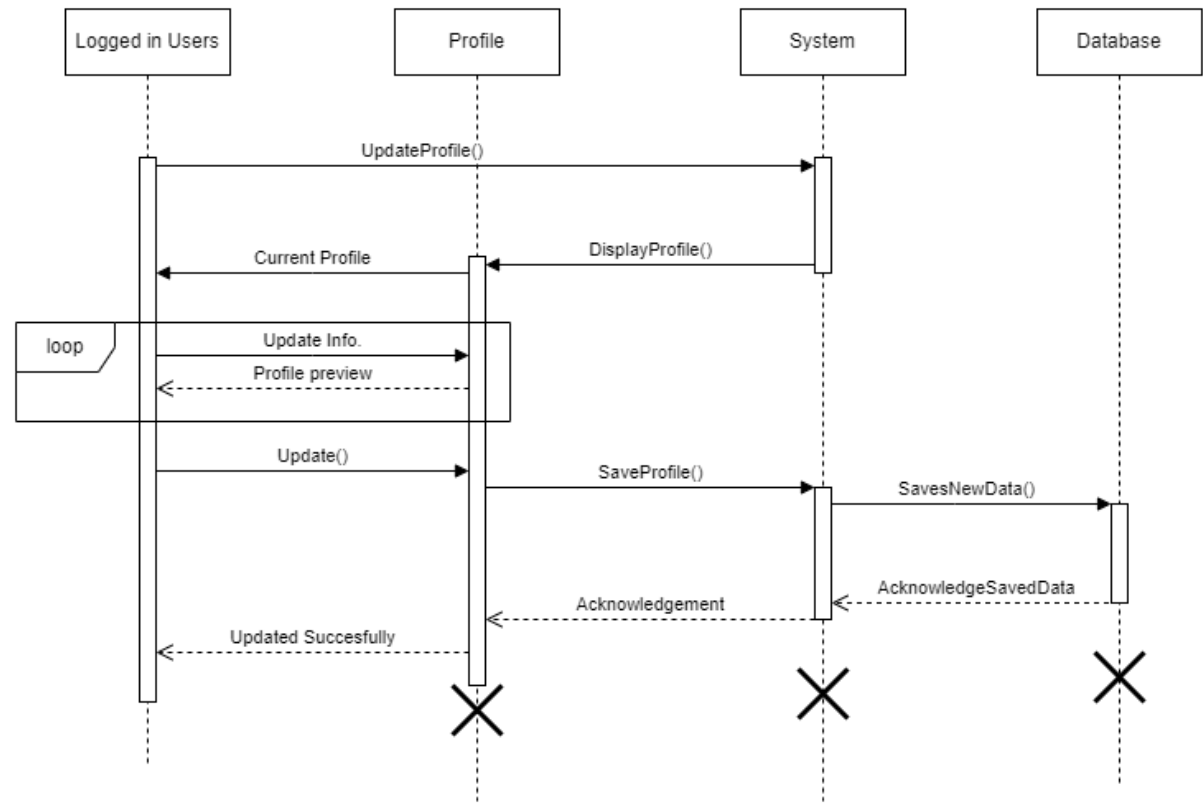 Logged in Users
Profile
System
Database
UpdateProfile()
DisplayProfile()
Current Profile
loop
Update Info.
Profile preview
Update()
SaveProfile()
SavesNewData()
AcknowledgeSavedData
Acknowledgement
Updated Succesfully